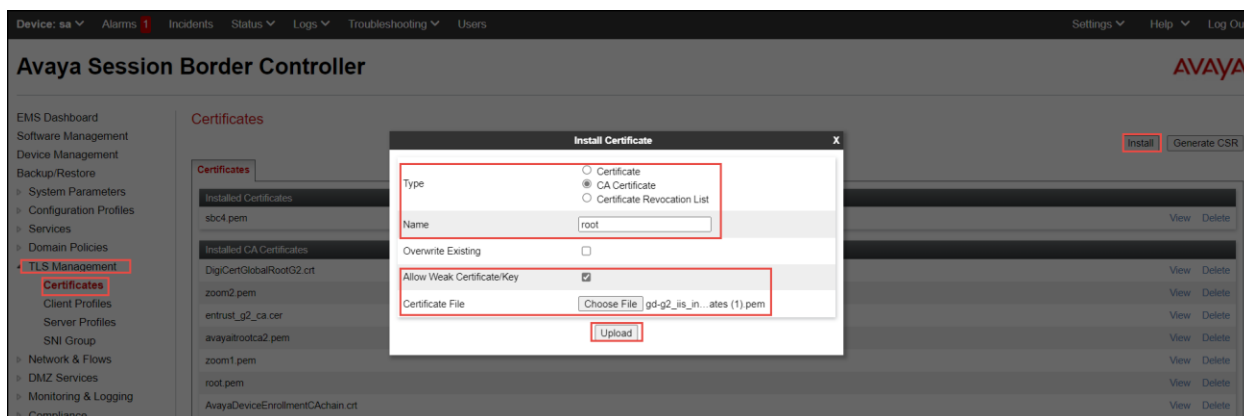 Device: sa Alarms 1 Incidents Status Logs Troubleshooting Users Settings Help Log Ou
Avaya Session Border Controller AVAYA
EMS Dashboard
Software Management
Device Management
Backup/Restore
System Parameters
Configuration Profiles
Services
Domain Policies
TLS Management
Certificates
Client Profiles
Server Profiles
SNI Group
Network & Flows
DMZ Services
Monitoring & Logging
Compliance
Certificates
Install Generate CSR
Certificates
Installed Certificates
sbc4.pem View Delete
Installed CA Certificates
DigiCertGlobalRootG2.crt View Delete
zoom2.pem View Delete
entrust_g2_ca.cer View Delete
avayaitrootca2.pem View Delete
zoom1.pem View Delete
root.pem View Delete
AvayaDeviceEnrollmentCAchain.crt View Delete
Install Certificate X
Type
Certificate
CA Certificate
Certificate Revocation List
Name root
Overwrite Existing
Allow Weak Certificate/Key
Certificate File Choose File gd-g2_iis_in...ates (1).pem
Upload